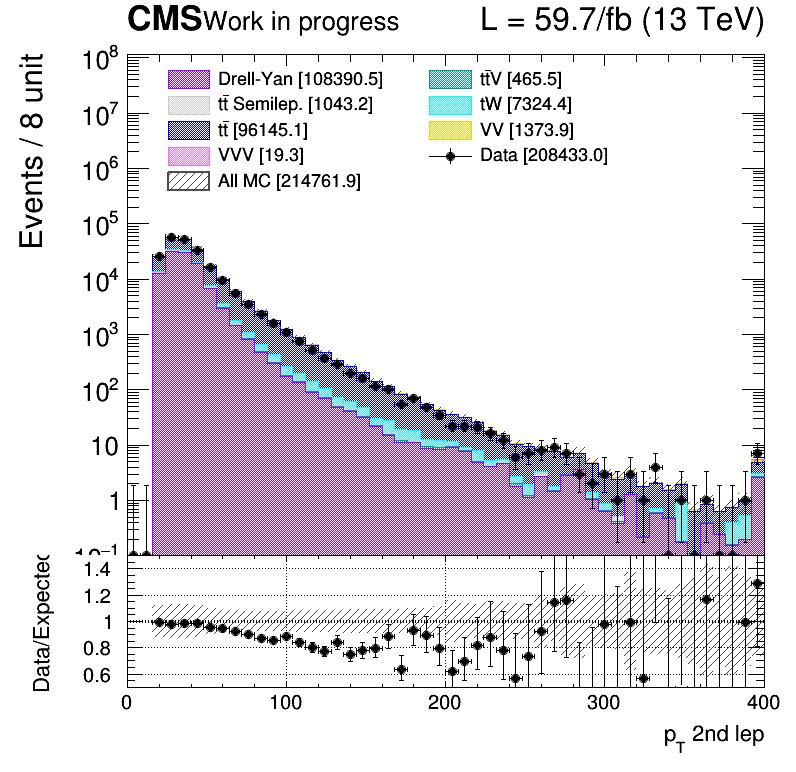 CMS Work in progress L = 59.7/fb (13 TeV)
Events / 8 unit
10⁸
10⁷
10⁶
10⁵
10⁴
10³
10²
10
1
10⁻¹
Drell-Yan [108390.5]
tt̄ Semilep. [1043.2]
tt̄ [96145.1]
VVV [19.3]
All MC [214761.9]
tt̄V [465.5]
tW [7324.4]
VV [1373.9]
Data [208433.0]
Data/Expected
1.4
1.2
1
0.8
0.6
0 100 200 300 400
p_T 2nd lep